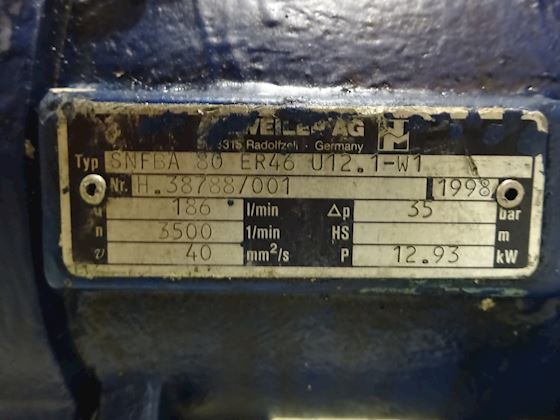 WEILER AG
8315 Radolfzell · Germany
Typ SNFBA 80 ER46 U12.1-W1
Nr. H.38788/001 1998
186 l/min Δp 35 bar
n 3500 1/min HS m
ν 40 mm²/s P 12.93 kW